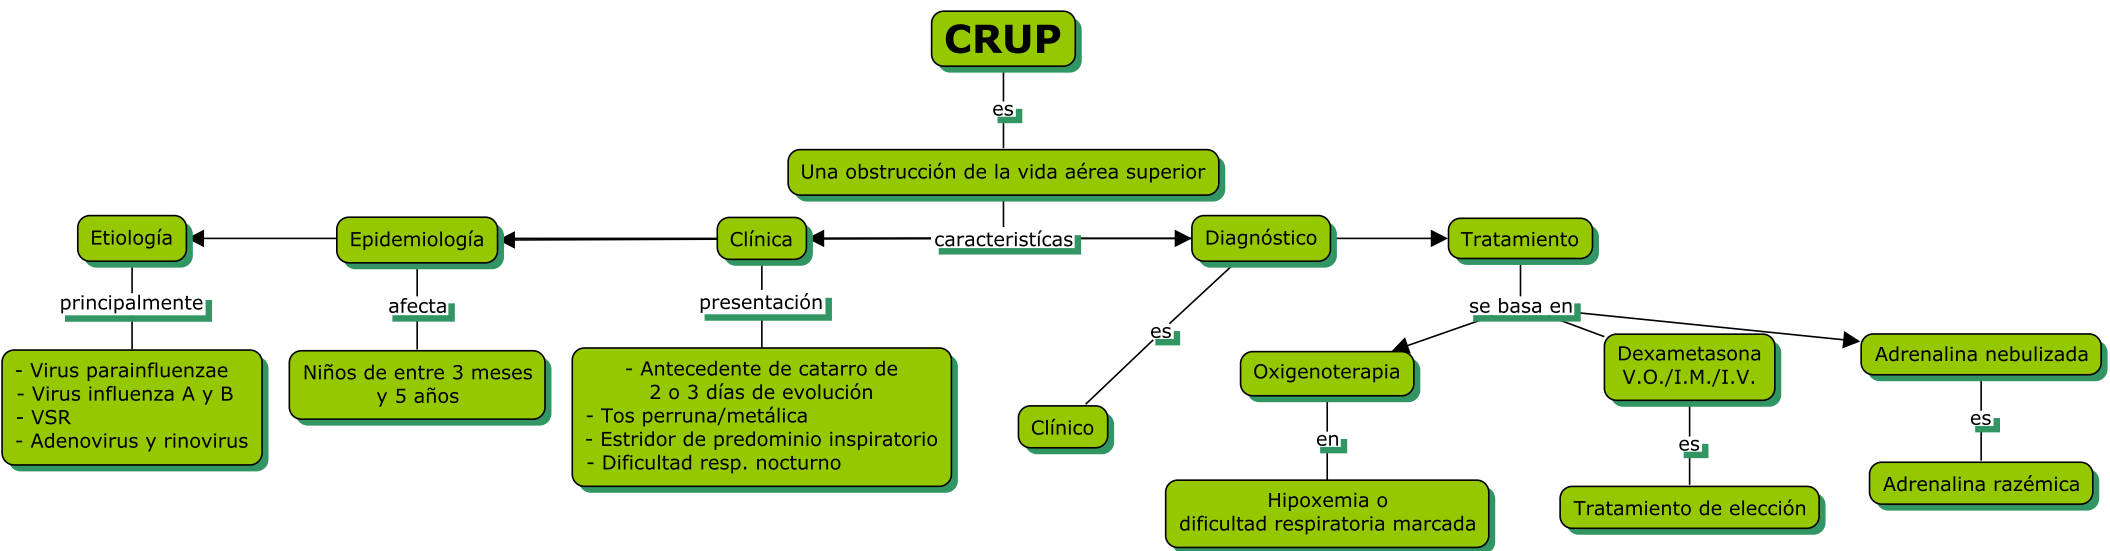 CRUP
es
Una obstrucción de la vida aérea superior
caracteristícas
Etiología
Epidemiología
Clínica
Diagnóstico
Tratamiento
principalmente
afecta
presentación
es
se basa en
- Virus parainfluenzae
- Virus influenza A y B
- VSR
- Adenovirus y rinovirus
Niños de entre 3 meses
y 5 años
- Antecedente de catarro de
2 o 3 días de evolución
- Tos perruna/metálica
- Estridor de predominio inspiratorio
- Dificultad resp. nocturno
Clínico
Oxigenoterapia
Dexametasona
V.O./I.M./I.V.
Adrenalina nebulizada
en
es
es
Hipoxemia o
dificultad respiratoria marcada
Tratamiento de elección
Adrenalina razémica